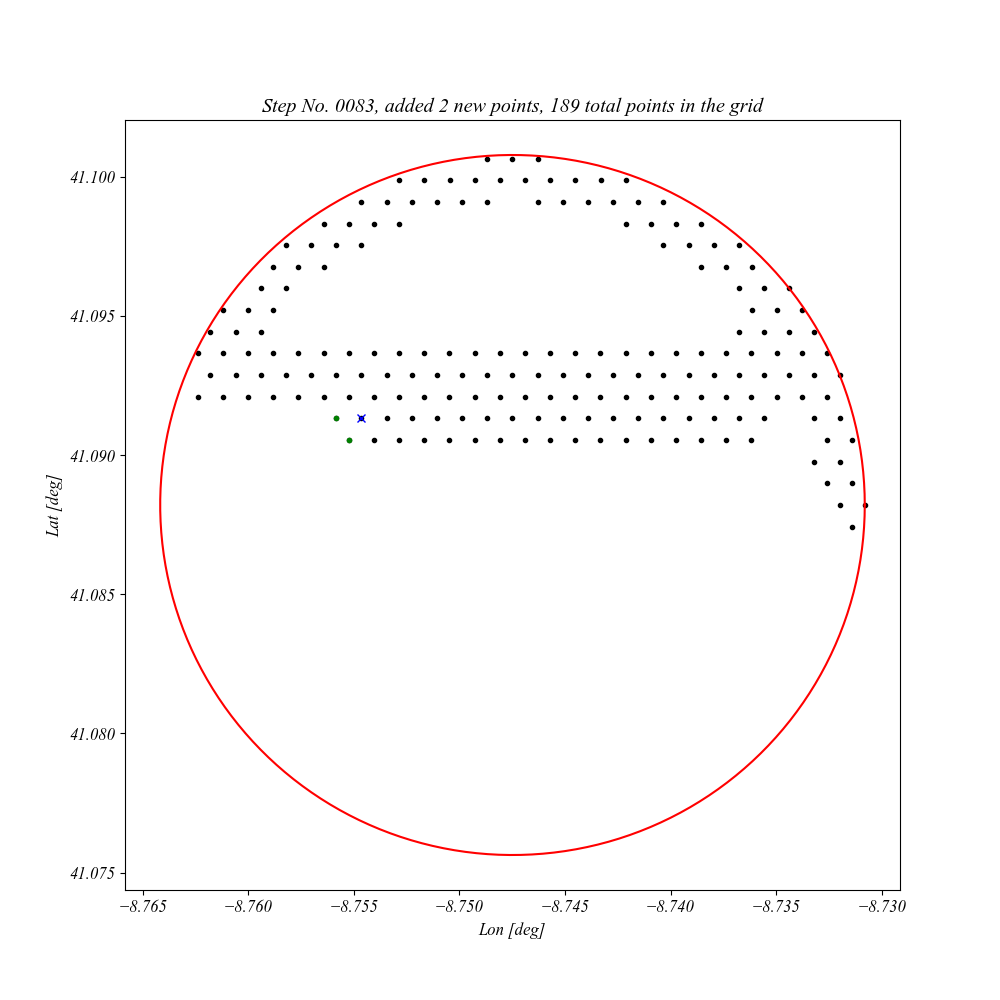 Step No. 0083, added 2 new points, 189 total points in the grid
41.100
41.095
41.090
41.085
41.080
41.075
Lat [deg]
−8.765 −8.760 −8.755 −8.750 −8.745 −8.740 −8.735 −8.730
Lon [deg]